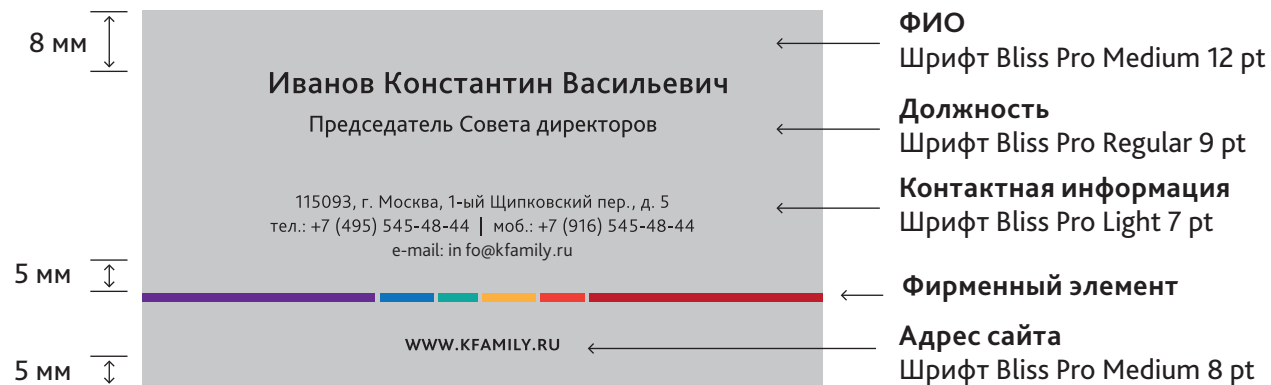 8 мм
ФИО
Шрифт Bliss Pro Medium 12 pt
Иванов Константин Васильевич
Председатель Совета директоров
Должность
Шрифт Bliss Pro Regular 9 pt
115093, г. Москва, 1-ый Щипковский пер., д. 5
тел.: +7 (495) 545-48-44 | моб.: +7 (916) 545-48-44
e-mail: in fo@kfamily.ru
Контактная информация
Шрифт Bliss Pro Light 7 pt
5 мм
Фирменный элемент
WWW.KFAMILY.RU
Адрес сайта
Шрифт Bliss Pro Medium 8 pt
5 мм